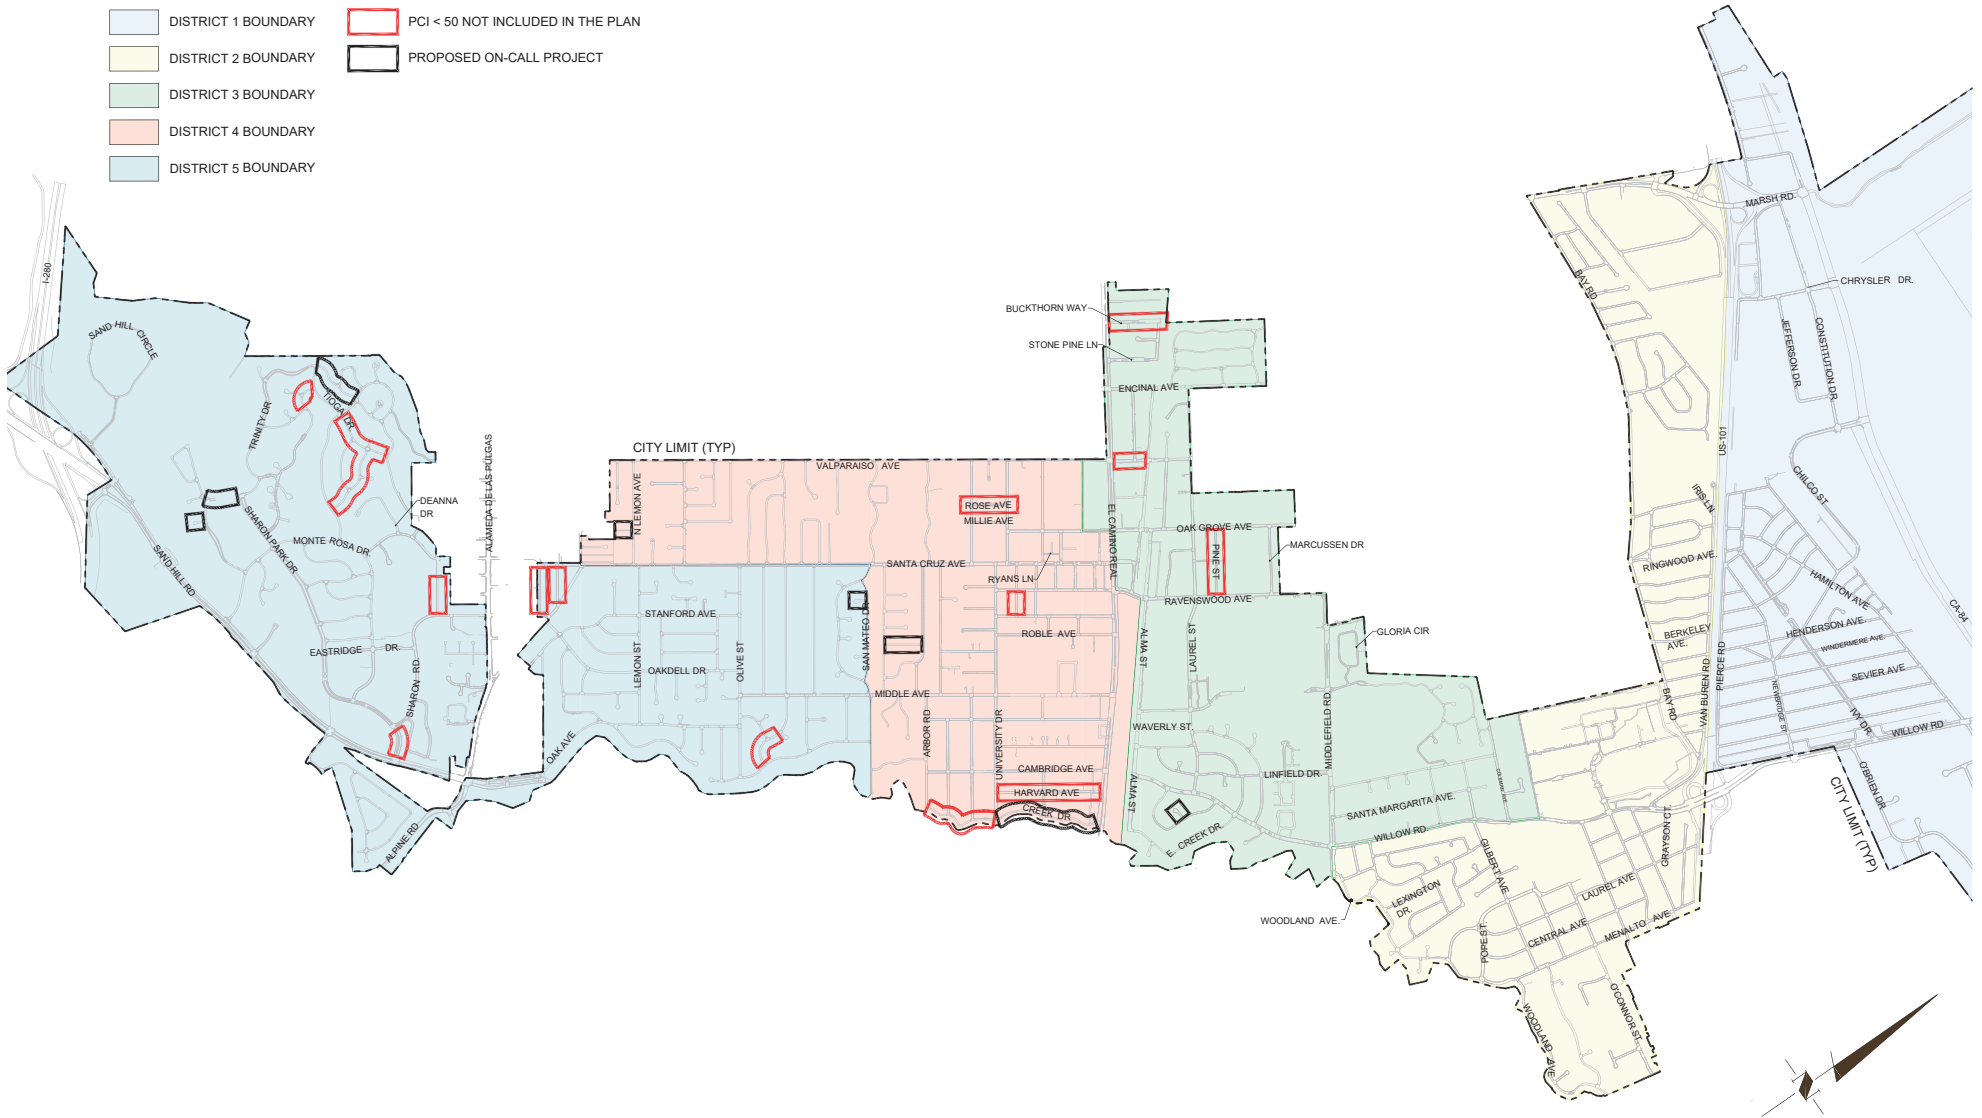 DISTRICT 1 BOUNDARY
DISTRICT 2 BOUNDARY
DISTRICT 3 BOUNDARY
DISTRICT 4 BOUNDARY
DISTRICT 5 BOUNDARY
PCI < 50 NOT INCLUDED IN THE PLAN
PROPOSED ON-CALL PROJECT
I-280
SAND HILL CIRCLE
TRINITY DR
TIOGA DR.
SHARON PARK DR.
DEANNA
DR
MONTE ROSA DR.
SAND HILL RD
EASTRIDGE DR.
SHARON RD.
ALAMEDA DE LAS PULGAS
ALPINE RD
OAK AVE
CITY LIMIT (TYP)
VALPARAISO AVE
N LEMON AVE
ROSE AVE
MILLIE AVE
SANTA CRUZ AVE
RYANS LN
STANFORD AVE
LEMON ST
OAKDELL DR
OLIVE ST
SAN MATEO DR
ROBLE AVE
MIDDLE AVE
ARBOR RD
UNIVERSITY DR
CAMBRIDGE AVE
HARVARD AVE
CREEK DR
BUCKTHORN WAY
STONE PINE LN
ENCINAL AVE
EL CAMINO REAL
OAK GROVE AVE
PINE ST
MARCUSSEN DR
RAVENSWOOD AVE
ALMA ST
LAUREL ST
GLORIA CIR
WAVERLY ST.
MIDDLEFIELD RD
LINFIELD DR.
ALMA ST
E. CREEK DR.
SANTA MARGARITA AVE.
WILLOW RD.
WOODLAND AVE.
LEXINGTON
DR.
GILBERT AVE
LAUREL AVE
GRAYSON CT.
CENTRAL AVE
MENALTO AVE
POPE ST.
O'CONNOR ST.
WOODLAND AVE
BAY RD
MARSH RD.
CHRYSLER DR.
JEFFERSON DR
CONSTITUTION DR
US-101
CHILCO ST
IRIS LN
RINGWOOD AVE.
HAMILTON AVE
CA-84
BERKELEY
AVE.
HENDERSON AVE.
WINDERMERE AVE.
PIERCE RD
SEVIER AVE
BAY RD
VAN BUREN RD
NEWBRIDGE ST
IVY DR.
WILLOW RD
O'BRIEN DR
CITY LIMIT (TYP)